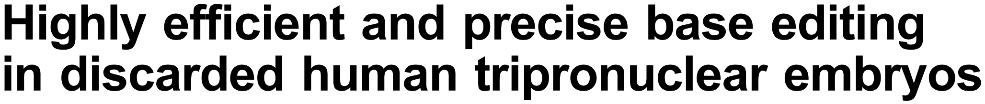 Highly efficient and precise base editing
in discarded human tripronuclear embryos